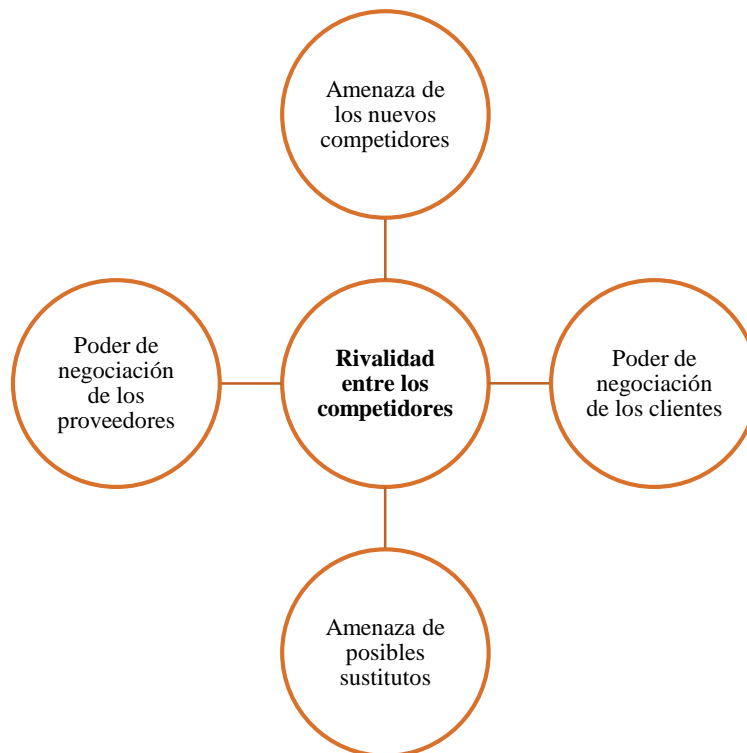 Amenaza de
los nuevos
competidores
Poder de
negociación
de los
proveedores
Rivalidad
entre los
competidores
Poder de
negociación
de los clientes
Amenaza de
posibles
sustitutos